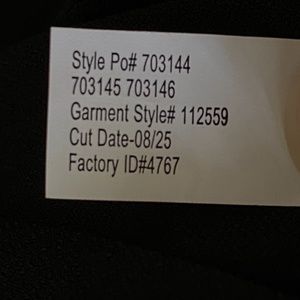 Style Po# 703144
703145 703146
Garment Style# 112559
Cut Date-08/25
Factory ID#4767